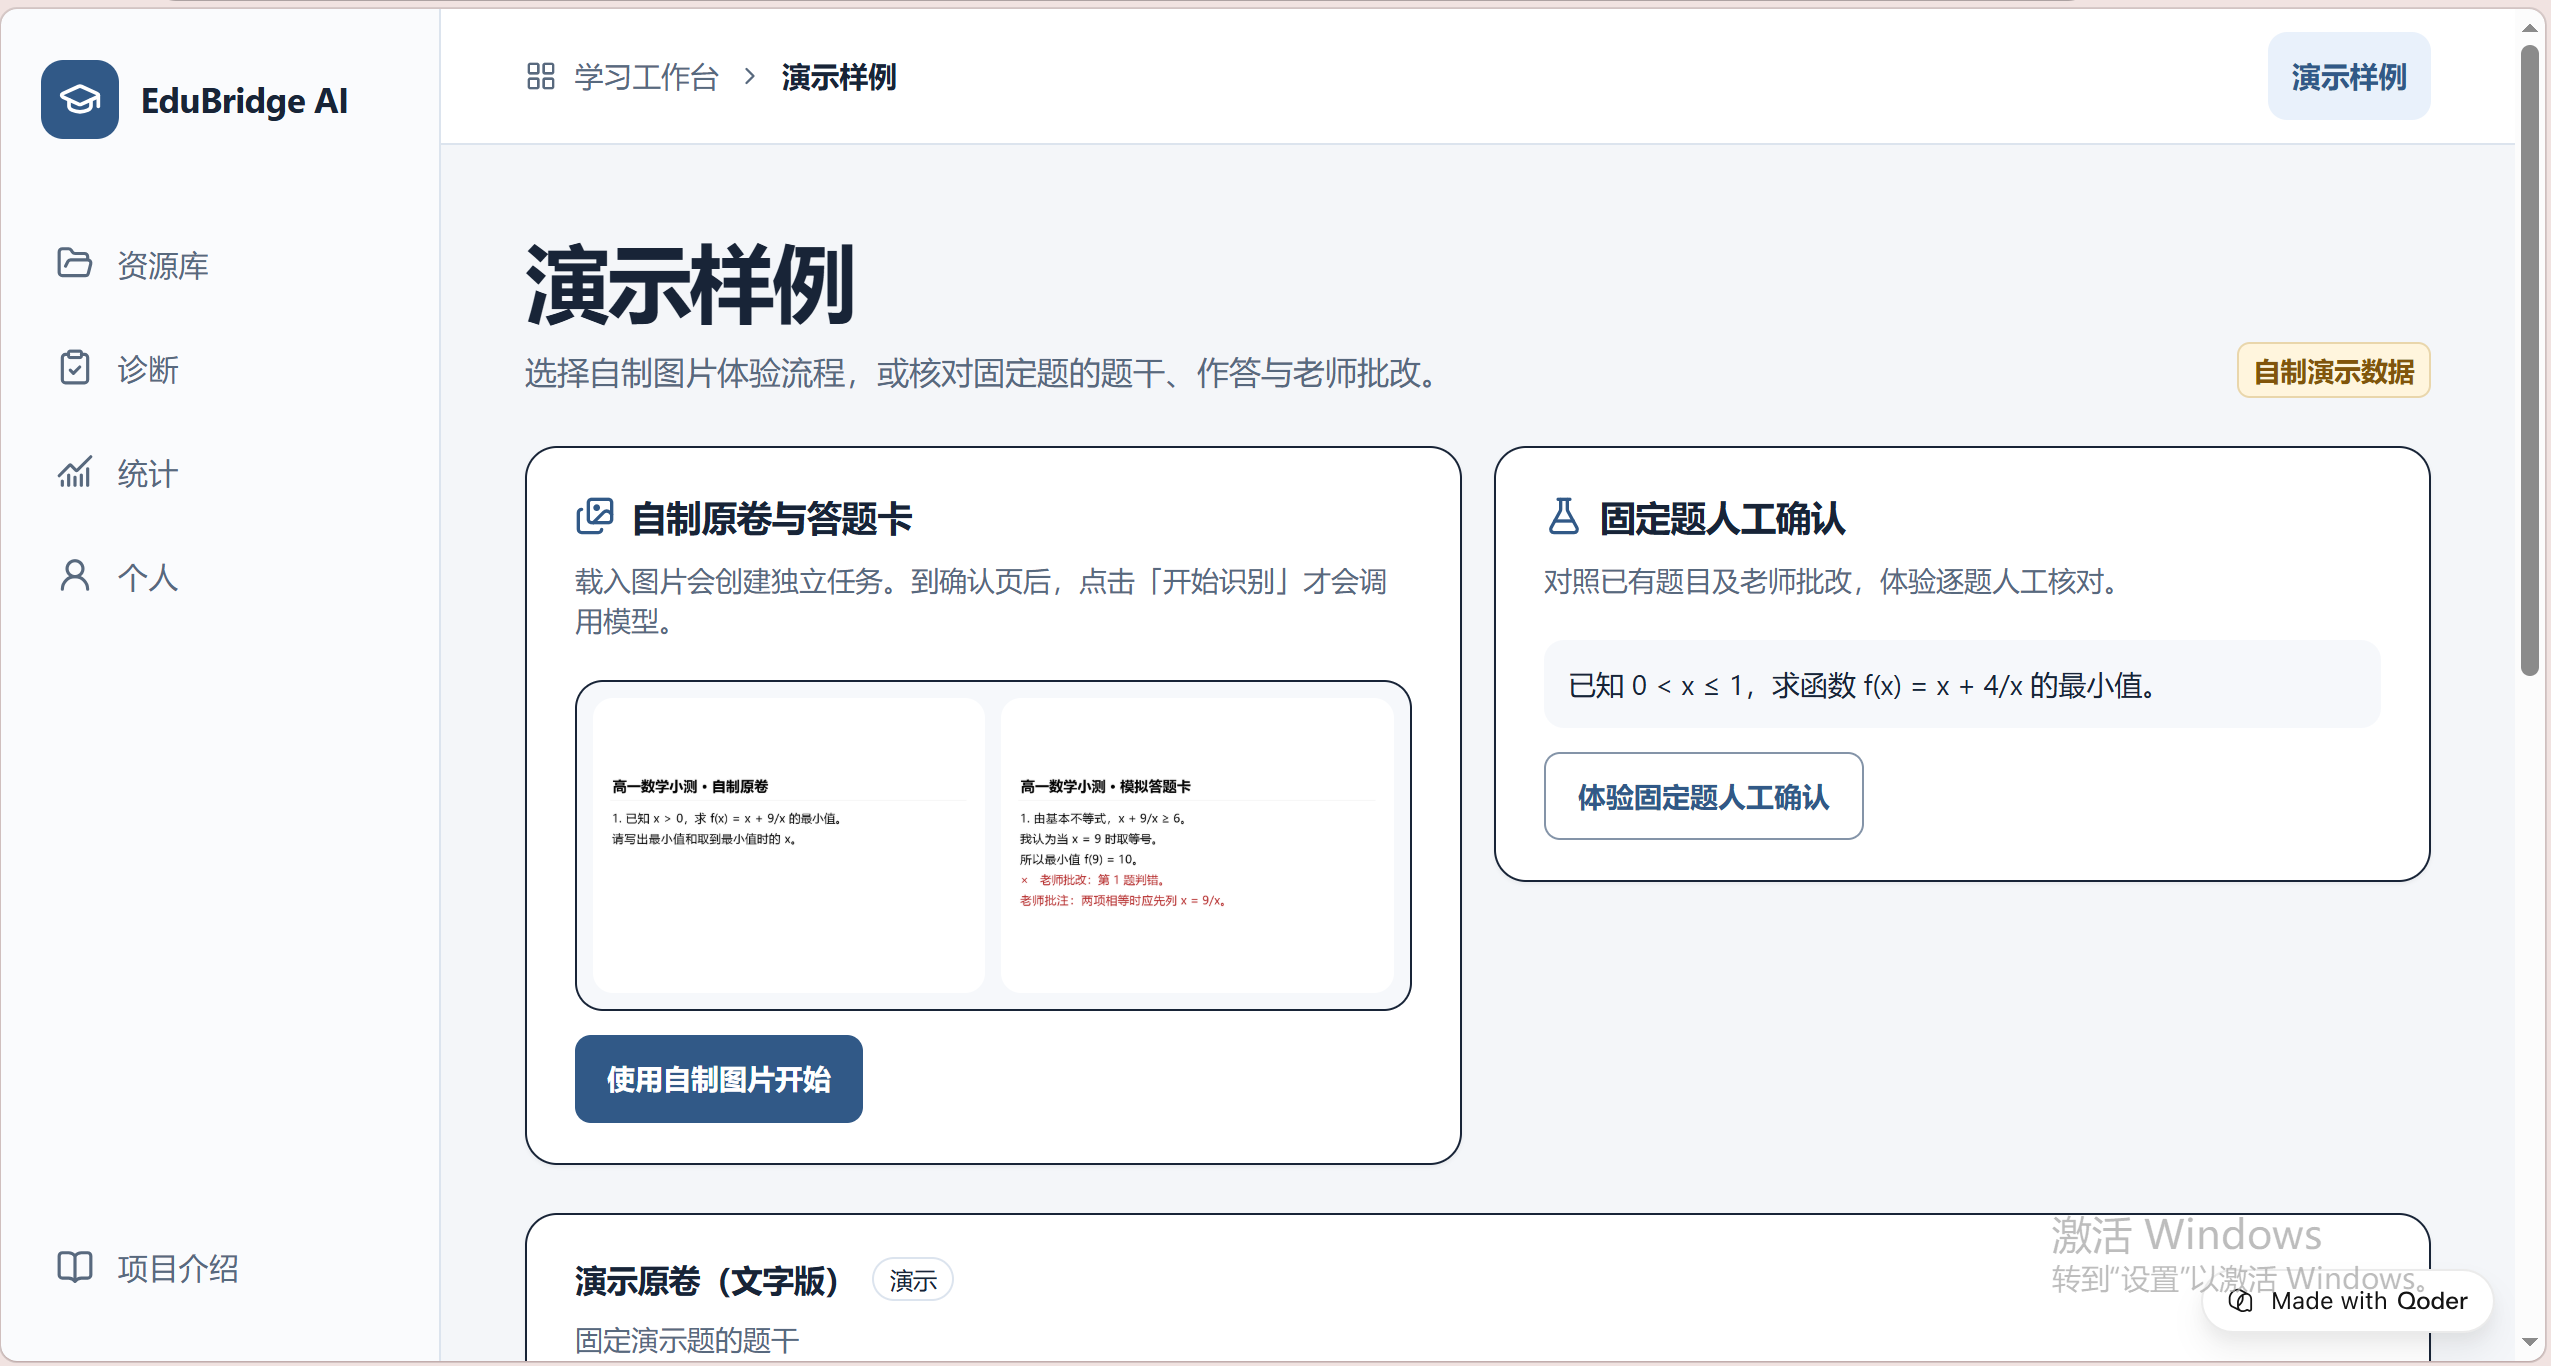 EduBridge AI
资源库
诊断
统计
个人
项目介绍
学习工作台 > 演示样例
演示样例
演示样例
选择自制图片体验流程，或核对固定题的题干、作答与老师批改。
自制演示数据
自制原卷与答题卡
载入图片会创建独立任务。到确认页后，点击「开始识别」才会调
用模型。
高一数学小测·自制原卷
1. 已知 x > 0，求 f(x) = x + 9/x 的最小值。
请写出最小值和取到最小值时的 x。
高一数学小测·模拟答题卡
1. 由基本不等式，x + 9/x ≥ 6。
我认为当 x = 9 时取等号。
所以最小值 f(9) = 10。
× 老师批改：第 1 题判错。
老师批注：两项相等时应先列 x = 9/x。
使用自制图片开始
固定题人工确认
对照已有题目及老师批改，体验逐题人工核对。
已知 0 < x ≤ 1，求函数 f(x) = x + 4/x 的最小值。
体验固定题人工确认
演示原卷（文字版）
演示
固定演示题的题干
激活 Windows
转到“设置”以激活 Windows。
Made with Qoder